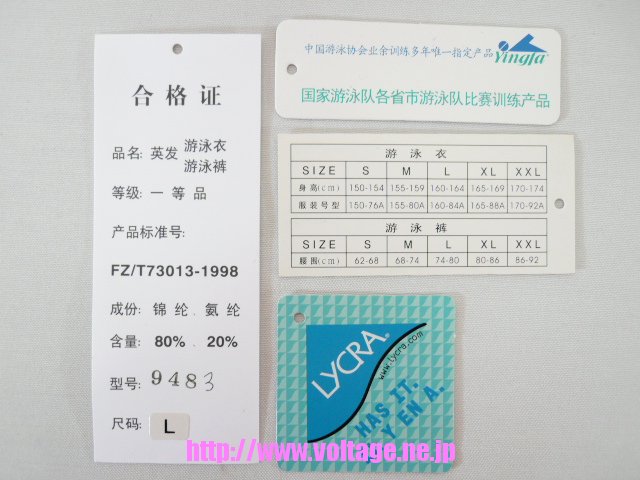 合格证
品名: 英发 游泳衣
游泳裤
等级: 一等品
产品标准号:
FZ/T73013-1998
成份: 锦纶、氨纶
含量: 80% 、20%
型号: 9483
尺码: L
中国游泳协会业余训练多年唯一指定产品
Yingfa
国家游泳队各省市游泳队比赛训练产品
游泳衣
SIZE S M L XL XXL
身高(cm) 150-154 155-159 160-164 165-169 170-174
服装号型 150-76A 155-80A 160-84A 165-88A 170-92A
游泳裤
SIZE S M L XL XXL
腰围(cm) 62-68 68-74 74-80 80-86 86-92
LYCRA
www.lycra.com
HAS IT.
Y EN A.
http://www.voltage.ne.jp